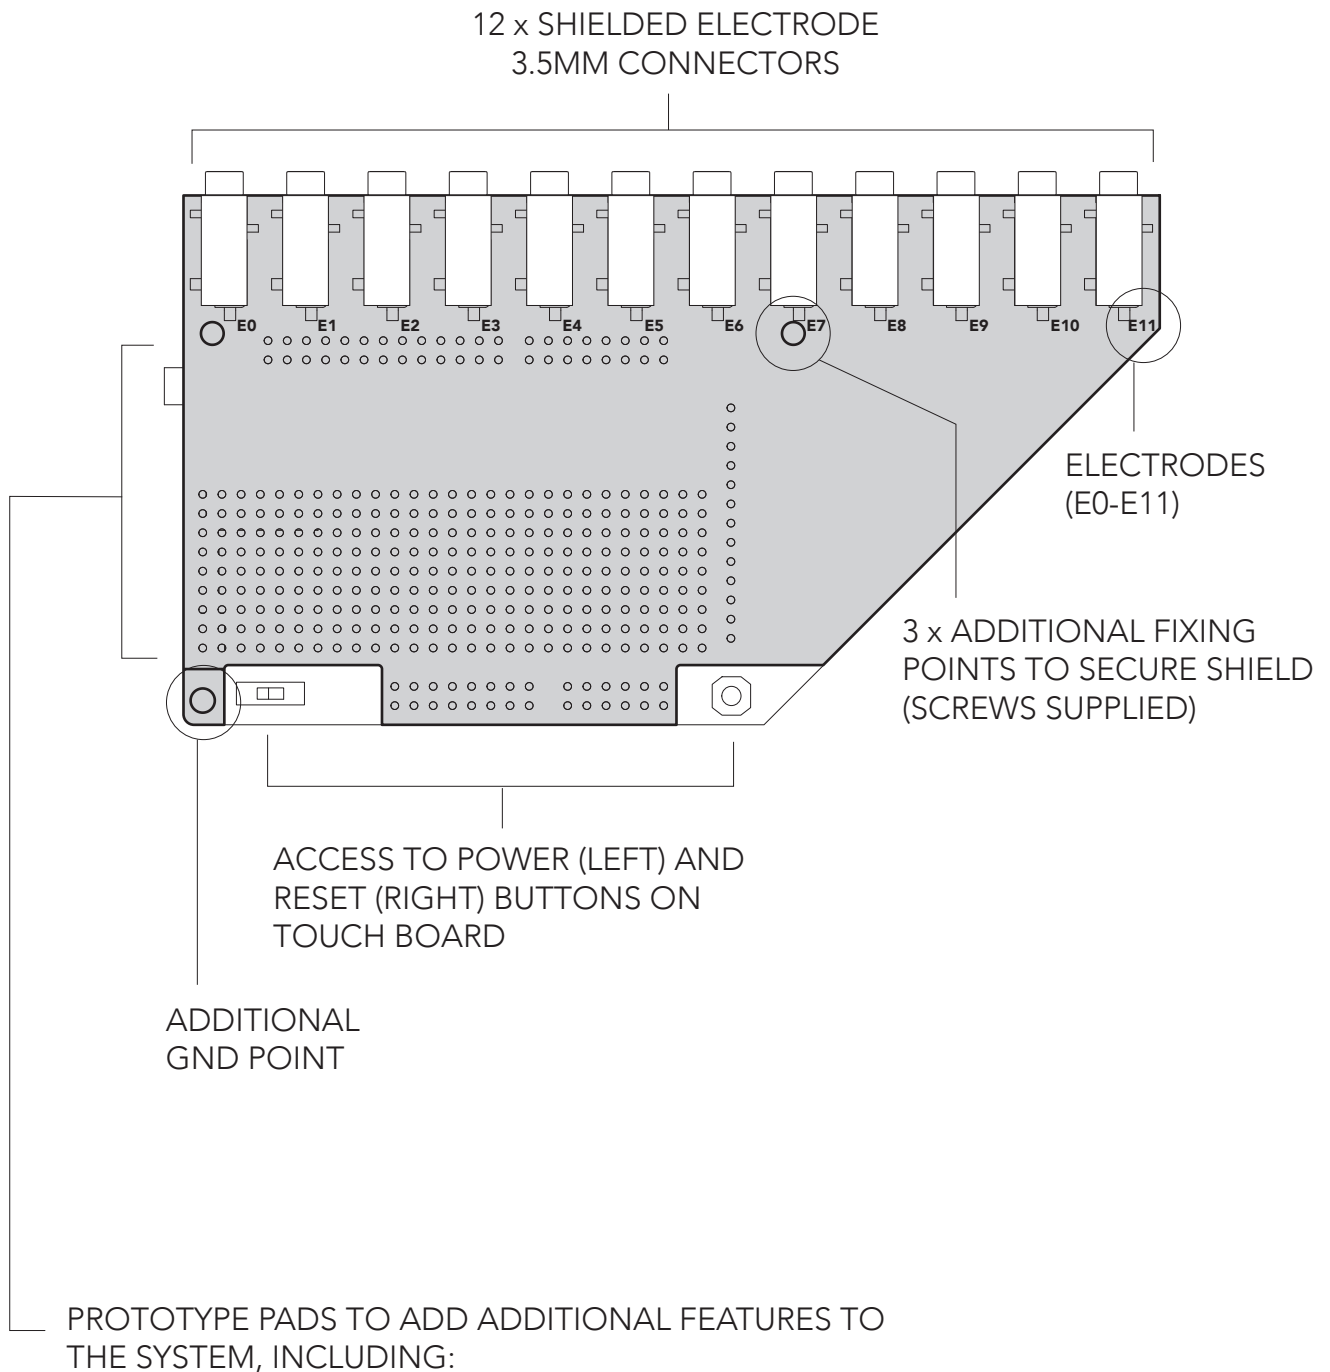 12 x SHIELDED ELECTRODE
3.5MM CONNECTORS
E0
E1
E2
E3
E4
E5
E6
E7
E8
E9
E10
E11
ELECTRODES
(E0-E11)
3 x ADDITIONAL FIXING
POINTS TO SECURE SHIELD
(SCREWS SUPPLIED)
ACCESS TO POWER (LEFT) AND
RESET (RIGHT) BUTTONS ON
TOUCH BOARD
ADDITIONAL
GND POINT
PROTOTYPE PADS TO ADD ADDITIONAL FEATURES TO
THE SYSTEM, INCLUDING: